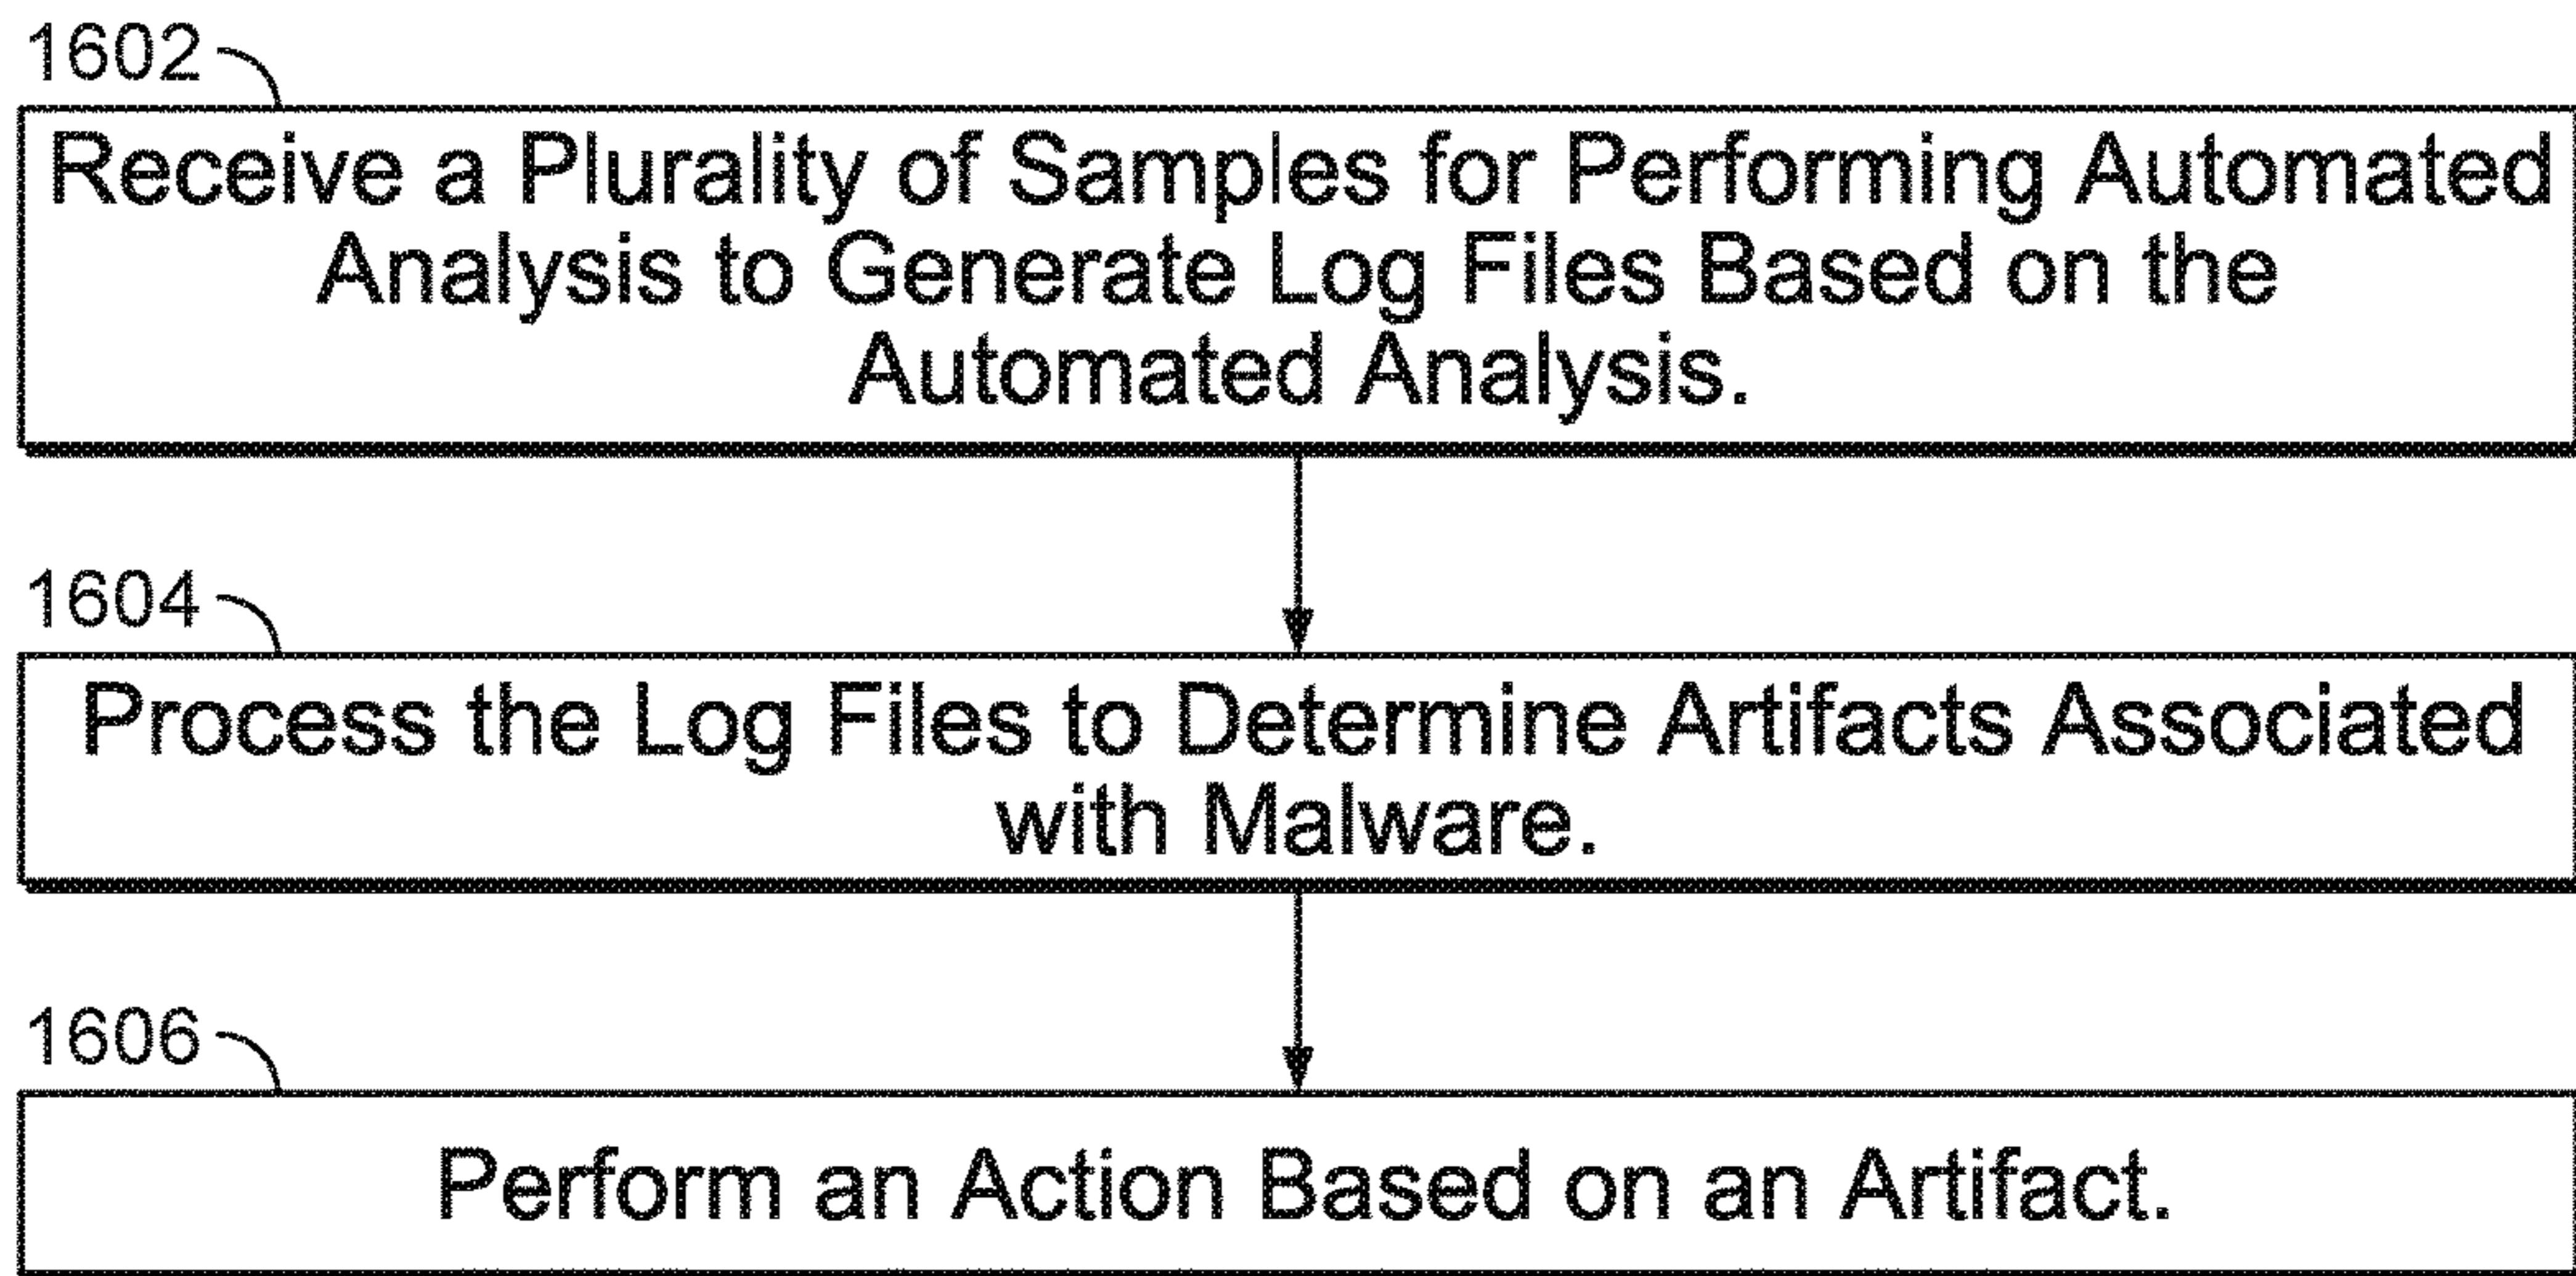 1602
Receive a Plurality of Samples for Performing Automated
Analysis to Generate Log Files Based on the
Automated Analysis.
1604
Process the Log Files to Determine Artifacts Associated
with Malware.
1606
Perform an Action Based on an Artifact.